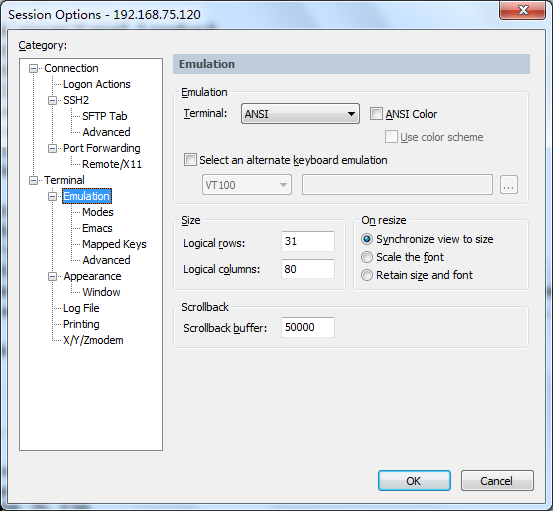 Session Options - 192.168.75.120
Category:
Connection
Logon Actions
SSH2
SFTP Tab
Advanced
Port Forwarding
Remote/X11
Terminal
Emulation
Modes
Emacs
Mapped Keys
Advanced
Appearance
Window
Log File
Printing
X/Y/Zmodem
Emulation
Emulation
Terminal: ANSI ANSI Color
Use color scheme
Select an alternate keyboard emulation
VT100 ...
Size
Logical rows: 31
Logical columns: 80
On resize
Synchronize view to size
Scale the font
Retain size and font
Scrollback
Scrollback buffer: 50000
OK Cancel